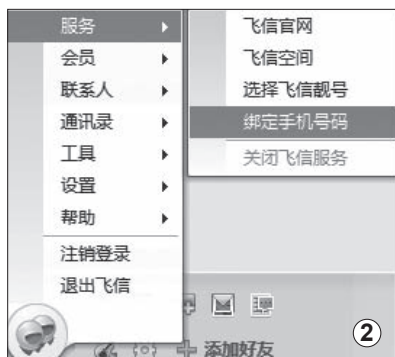 服务
会员
联系人
通讯录
工具
设置
帮助
注销登录
退出飞信
飞信官网
飞信空间
选择飞信靓号
绑定手机号码
关闭飞信服务
添加好友
②